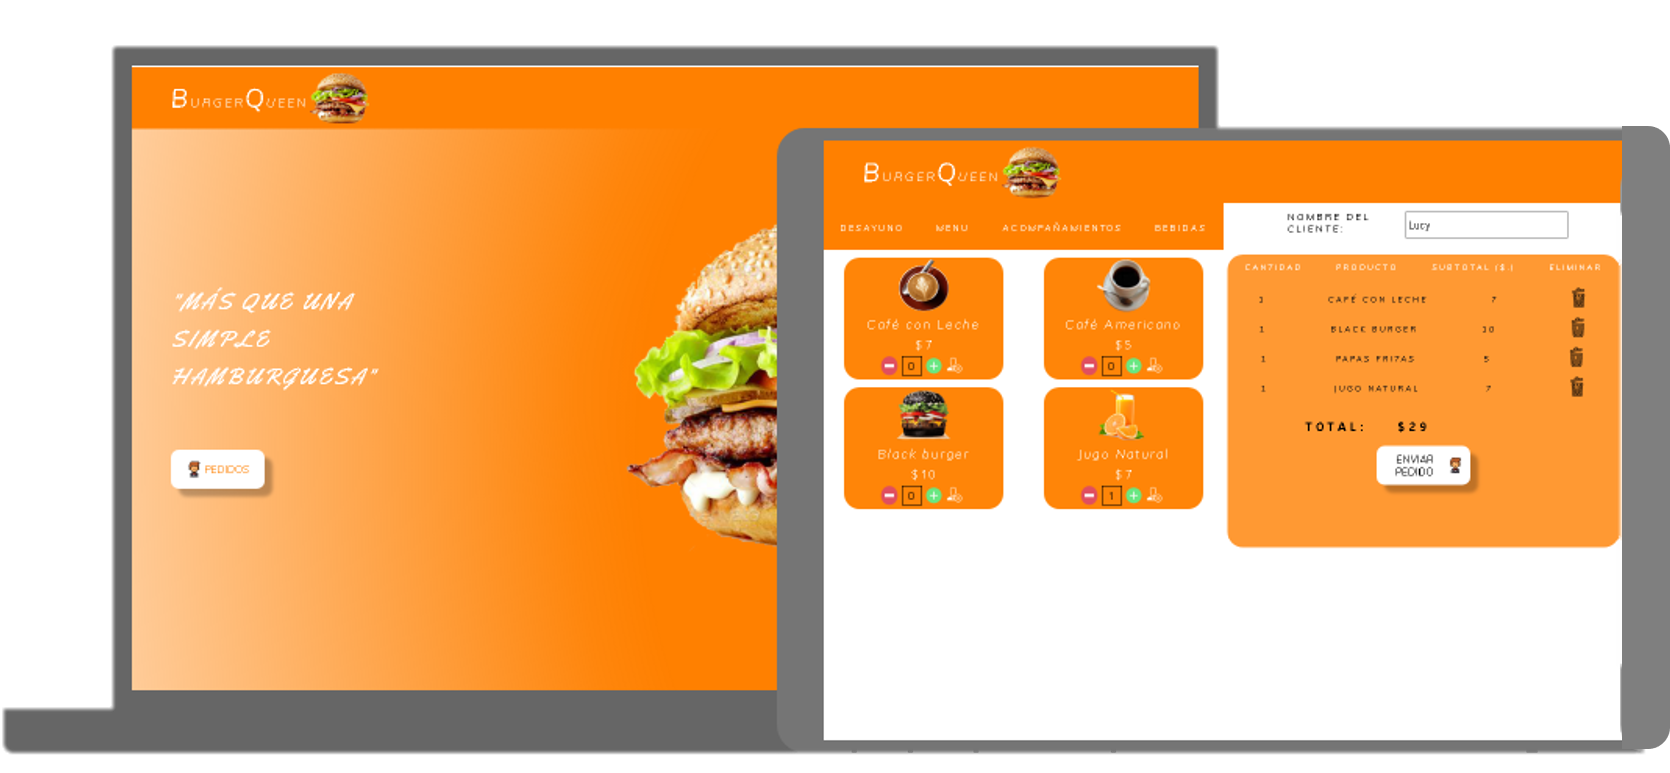 BURGERQUEEN
"MÁS QUE UNA
SIMPLE
HAMBURGUESA"
PEDIDOS
BURGERQUEEN
DESAYUNO MENU ACOMPAÑAMIENTOS BEBIDAS
Café con Leche
$7
0
Café Americano
$5
0
Black burger
$10
0
Jugo Natural
$7
1
NOMBRE DEL
CLIENTE:
Lucy
CANTIDAD PRODUCTO SUBTOTAL ($.) ELIMINAR
1 CAFÉ CON LECHE 7
1 BLACK BURGER 10
1 PAPAS FRITAS 5
1 JUGO NATURAL 7
TOTAL: $29
ENVIAR
PEDIDO